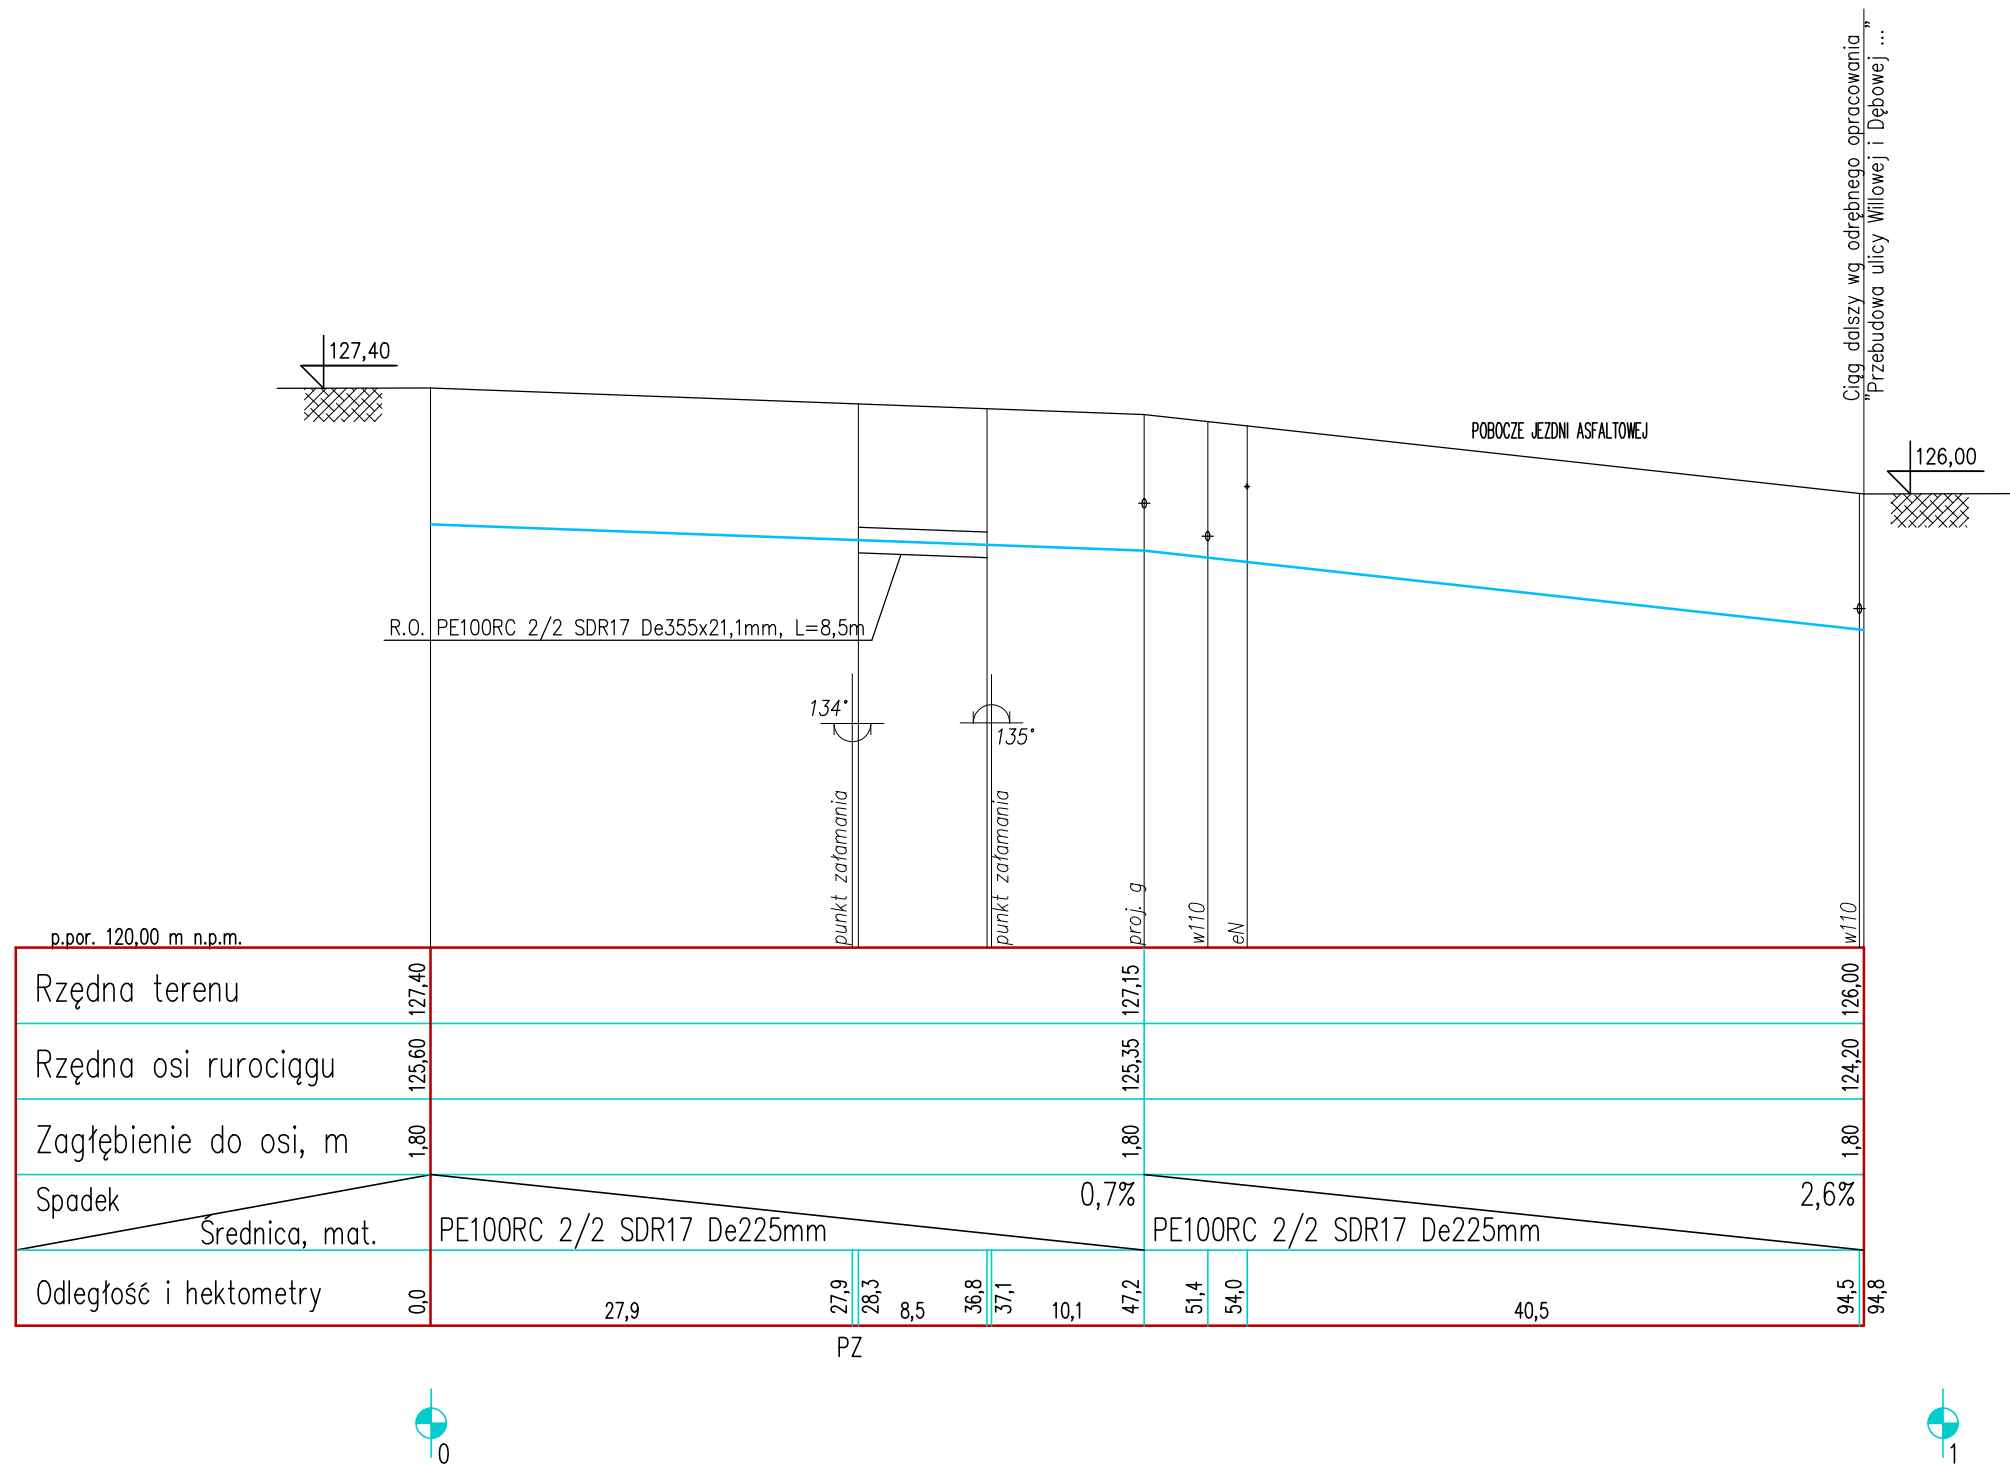 Ciąg dalszy wg odrębnego opracowania
"Przebudowa ulicy Willowej i Dębowej ... "
127,40
POBOCZE JEZDNI ASFALTOWEJ
126,00
R.O. PE100RC 2/2 SDR17 De355x21,1mm, L=8,5m
134°
135°
punkt załamania
punkt załamania
proj. g
w110
eN
w110
p.por. 120,00 m n.p.m.
Rzędna terenu
127,40
127,15
126,00
Rzędna osi rurociągu
125,60
125,35
124,20
Zagłębienie do osi, m
1,80
1,80
1,80
Spadek
0,7%
2,6%
Średnica, mat.
PE100RC 2/2 SDR17 De225mm
PE100RC 2/2 SDR17 De225mm
Odległość i hektometry
0,0
27,9
27,9
28,3
8,5
36,8
37,1
10,1
47,2
51,4
54,0
40,5
94,5
94,8
PZ
0
1